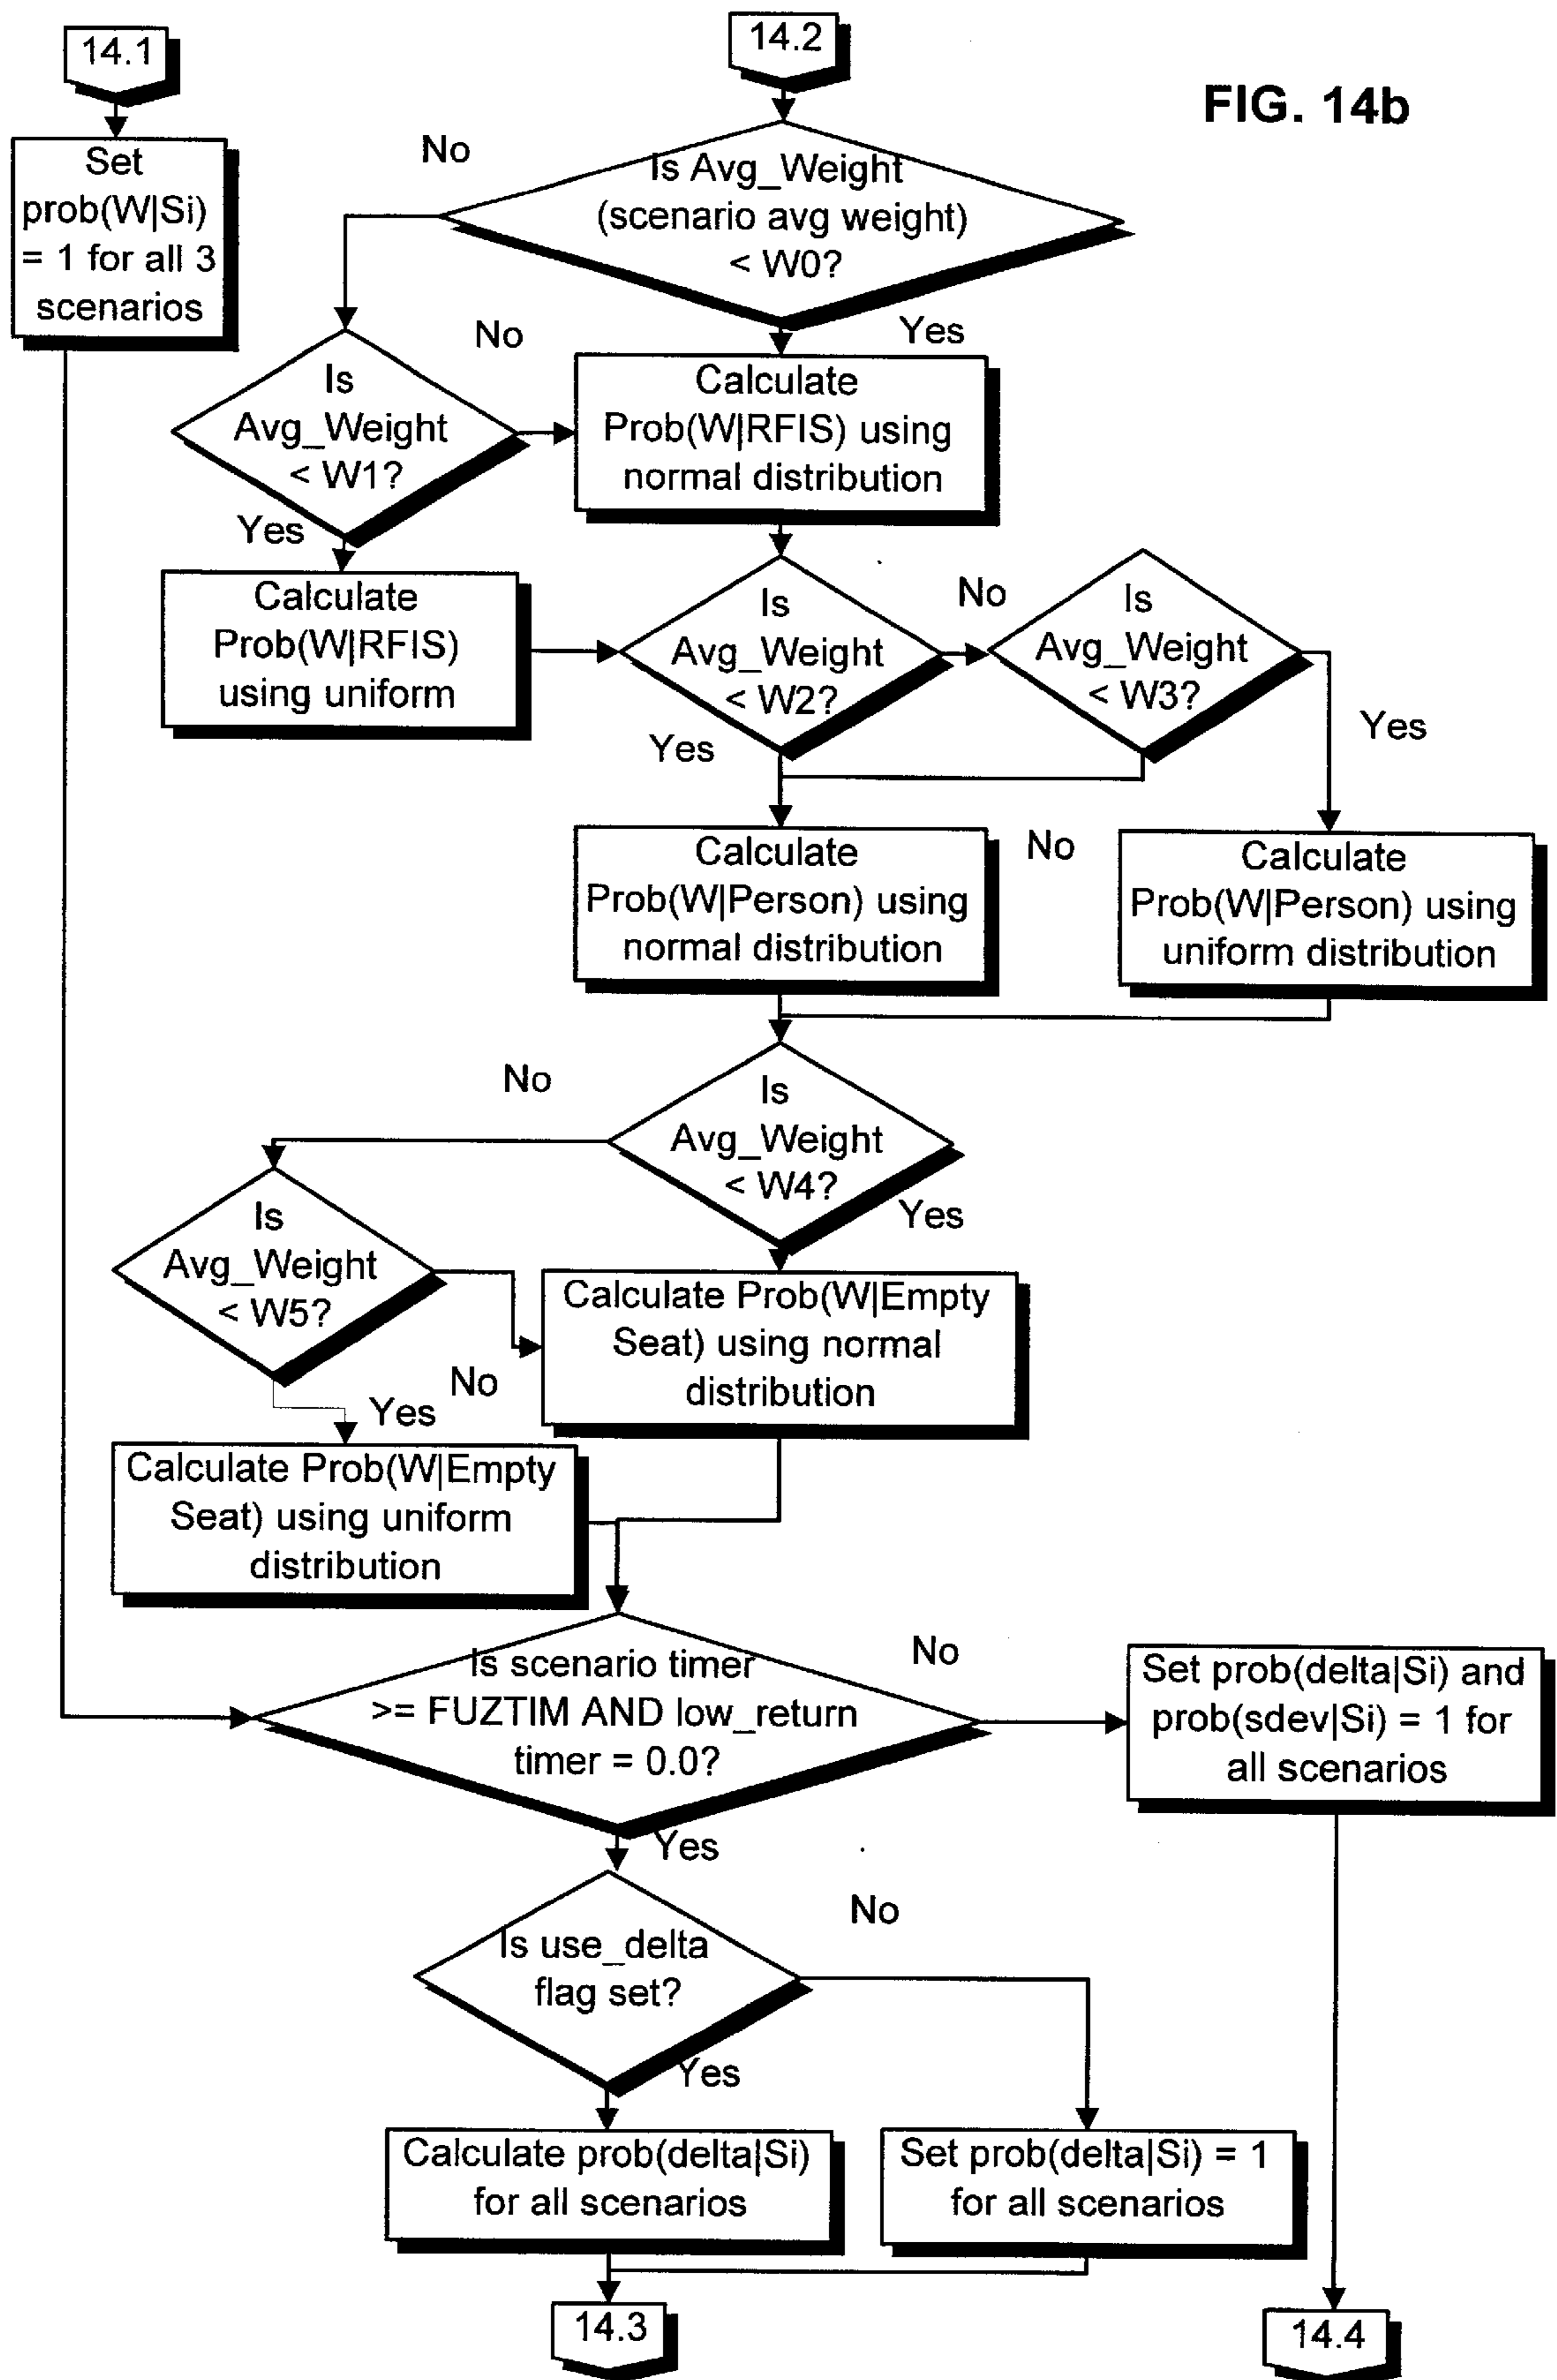 14.1
14.2
FIG. 14b
Set
prob(W|Si)
= 1 for all 3
scenarios
No
Is Avg_Weight
(scenario avg weight)
< W0?
Yes
No
Is
Avg_Weight
< W1?
Yes
Calculate
Prob(W|RFIS) using
normal distribution
Calculate
Prob(W|RFIS)
using uniform
Is
Avg_Weight
< W2?
No
Yes
Is
Avg_Weight
< W3?
Yes
No
Calculate
Prob(W|Person) using
normal distribution
Calculate
Prob(W|Person) using
uniform distribution
No
Is
Avg_Weight
< W4?
Yes
Is
Avg_Weight
< W5?
No
Yes
Calculate Prob(W|Empty
Seat) using normal
distribution
Calculate Prob(W|Empty
Seat) using uniform
distribution
Is scenario timer
>= FUZTIM AND low_return
timer = 0.0?
No
Yes
Set prob(delta|Si) and
prob(sdev|Si) = 1 for
all scenarios
Is use_delta
flag set?
No
Yes
Calculate prob(delta|Si)
for all scenarios
Set prob(delta|Si) = 1
for all scenarios
14.3
14.4